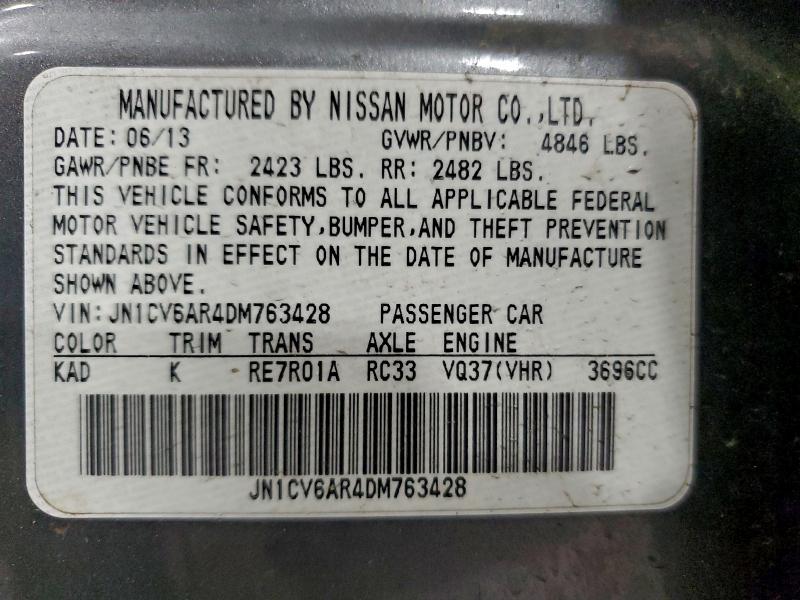 MANUFACTURED BY NISSAN MOTOR CO.,LTD.
DATE: 06/13 GVWR/PNBV: 4846 LBS.
GAWR/PNBE FR: 2423 LBS. RR: 2482 LBS.
THIS VEHICLE CONFORMS TO ALL APPLICABLE FEDERAL
MOTOR VEHICLE SAFETY,BUMPER,AND THEFT PREVENTION
STANDARDS IN EFFECT ON THE DATE OF MANUFACTURE
SHOWN ABOVE.
VIN:JN1CV6AR4DM763428 PASSENGER CAR
COLOR TRIM TRANS AXLE ENGINE
KAD K RE7R01A RC33 VQ37(VHR) 3696CC
JN1CV6AR4DM763428